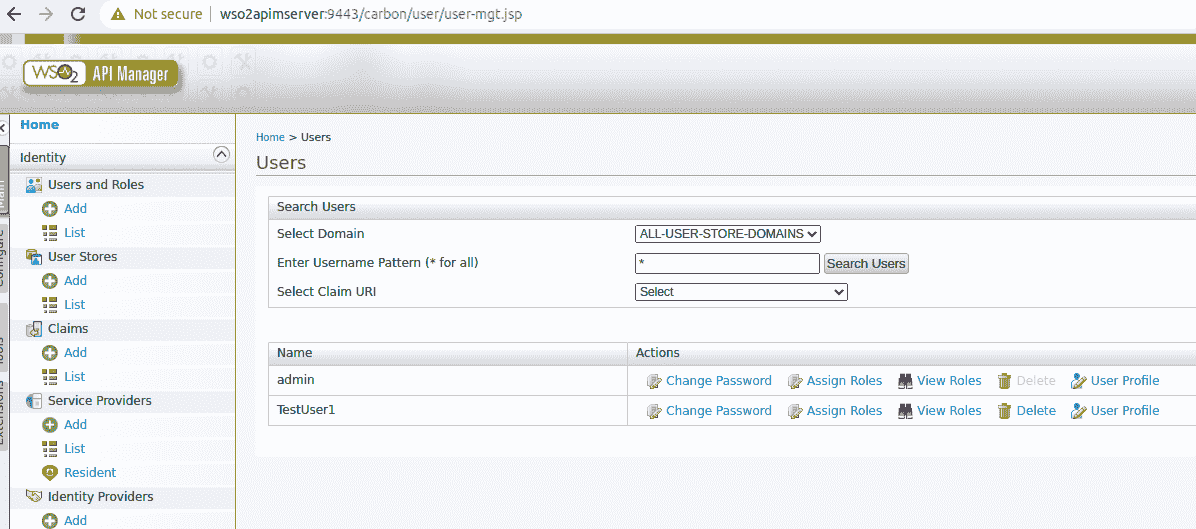 Not secure | wso2apimserver:9443/carbon/user/user-mgt.jsp
WSO2 API Manager
Home
Identity
Users and Roles
Add
List
User Stores
Add
List
Claims
Add
List
Service Providers
Add
List
Resident
Identity Providers
Add
Main
Configure
Tools
Extensions
Home > Users
Users
Search Users
Select Domain ALL-USER-STORE-DOMAINS
Enter Username Pattern (* for all) * Search Users
Select Claim URI Select
Name Actions
admin Change Password Assign Roles View Roles Delete User Profile
TestUser1 Change Password Assign Roles View Roles Delete User Profile